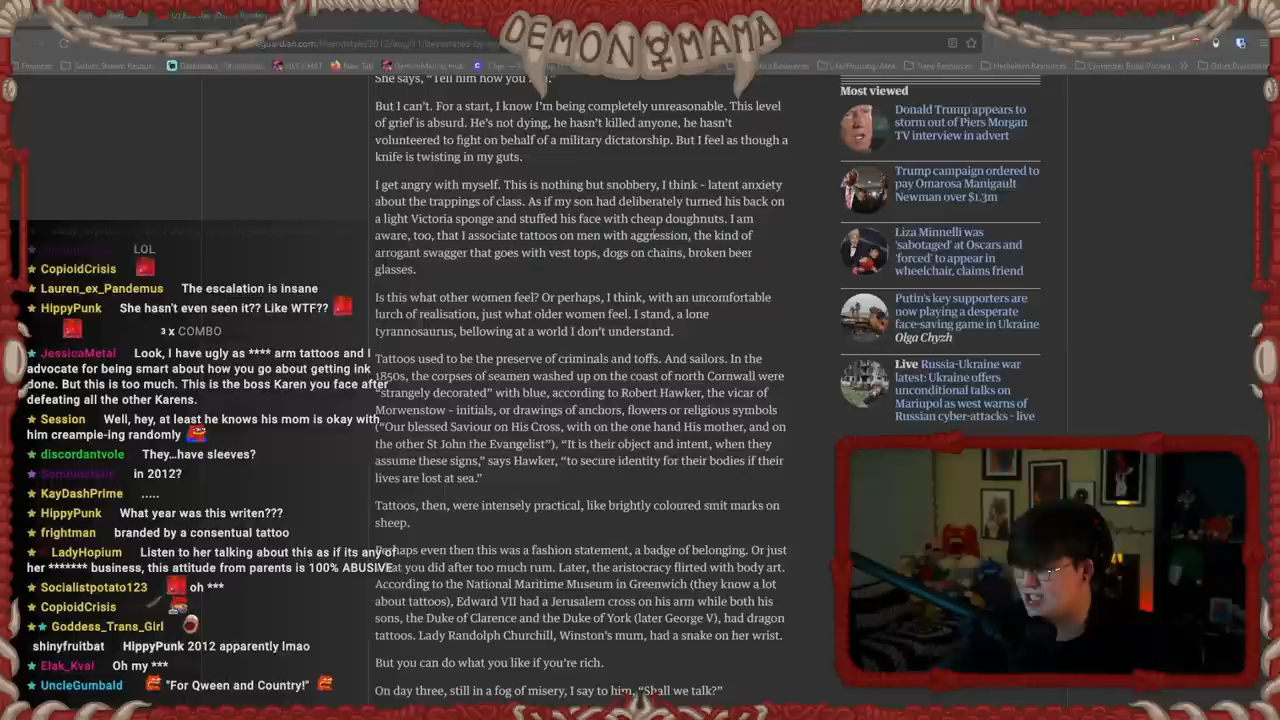 DEMON MAMA
guardian.com/lifeandstyle/2012/aug/11/devastated-by-my
She says, "Tell him how you
But I can't. For a start, I know I'm being completely unreasonable. This level
of grief is absurd. He's not dying, he hasn't killed anyone, he hasn't
volunteered to fight on behalf of a military dictatorship. But I feel as though a
knife is twisting in my guts.
I get angry with myself. This is nothing but snobbery, I think – latent anxiety
about the trappings of class. As if my son had deliberately turned his back on
a light Victoria sponge and stuffed his face with cheap doughnuts. I am
aware, too, that I associate tattoos on men with aggression, the kind of
arrogant swagger that goes with vest tops, dogs on chains, broken beer
glasses.
Is this what other women feel? Or perhaps, I think, with an uncomfortable
lurch of realisation, just what older women feel. I stand, a lone
tyrannosaurus, bellowing at a world I don't understand.
Tattoos used to be the preserve of criminals and toffs. And sailors. In the
1850s, the corpses of seamen washed up on the coast of north Cornwall were
"strangely decorated" with blue, according to Robert Hawker, the vicar of
Morwenstow – initials, or drawings of anchors, flowers or religious symbols
("Our blessed Saviour on His Cross, with on the one hand His mother, and on
the other St John the Evangelist"), "It is their object and intent, when they
assume these signs," says Hawker, "to secure identity for their bodies if their
lives are lost at sea."
Tattoos, then, were intensely practical, like brightly coloured smit marks on
sheep.
Perhaps even then this was a fashion statement, a badge of belonging. Or just
what you did after too much rum. Later, the aristocracy flirted with body art.
According to the National Maritime Museum in Greenwich (they know a lot
about tattoos), Edward VII had a Jerusalem cross on his arm while both his
sons, the Duke of Clarence and the Duke of York (later George V), had dragon
tattoos. Lady Randolph Churchill, Winston's mum, had a snake on her wrist.
But you can do what you like if you're rich.
On day three, still in a fog of misery, I say to him, "Shall we talk?"
Most viewed
Donald Trump appears to
storm out of Piers Morgan
TV interview in advert
Trump campaign ordered to
pay Omarosa Manigault
Newman over $1.3m
Liza Minnelli was
'sabotaged' at Oscars and
'forced' to appear in
wheelchair, claims friend
Putin's key supporters are
now playing a desperate
face-saving game in Ukraine
Olga Chyzh
Live Russia-Ukraine war
latest: Ukraine offers
unconditional talks on
Mariupol as west warns of
Russian cyber-attacks – live
LOL
CopioidCrisis
Lauren_ex_Pandemus The escalation is insane
HippyPunk She hasn't even seen it?? Like WTF??
3 x COMBO
JessicaMetal Look, I have ugly as **** arm tattoos and I
advocate for being smart about how you go about getting ink
done. But this is too much. This is the boss Karen you face after
defeating all the other Karens.
Session Well, hey, at least he knows his mom is okay with
him creampie-ing randomly
discordantvole They...have sleeves?
in 2012?
KayDashPrime .....
HippyPunk What year was this writen???
frightman branded by a consentual tattoo
LadyHopium Listen to her talking about this as if its any of
her ******* business, this attitude from parents is 100% ABUSIVE
Socialistpotato123 oh ***
CopioidCrisis
Goddess_Trans_Girl
shinyfruitbat HippyPunk 2012 apparently lmao
Elak_Kval Oh my ***
UncleGumbald "For Qween and Country!"